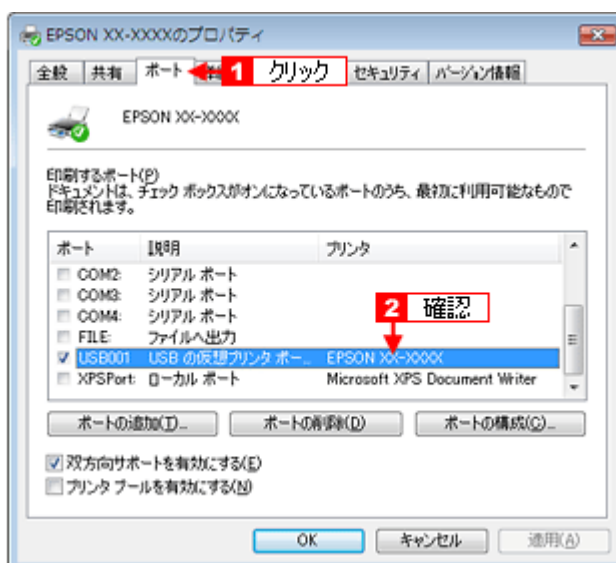 EPSON XX-XXXXのプロパティ
全般 共有 ポート 1 クリック セキュリティ バージョン情報
EPSON XX-XXXX
印刷するポート(P)
ドキュメントは、チェック ボックスがオンになっているポートのうち、最初に利用可能なもので
印刷されます。
ポート 説明 プリンタ
COM2: シリアル ポート
COM3: シリアル ポート
COM4: シリアル ポート
2 確認
FILE: ファイルへ出力
USB001 USB の仮想プリンタ ポー... EPSON XX-XXXX
XPSPort: ローカル ポート Microsoft XPS Document Writer
ポートの追加(T)... ポートの削除(D) ポートの構成(C)...
双方向サポートを有効にする(E)
プリンタ プールを有効にする(N)
OK キャンセル 適用(A)